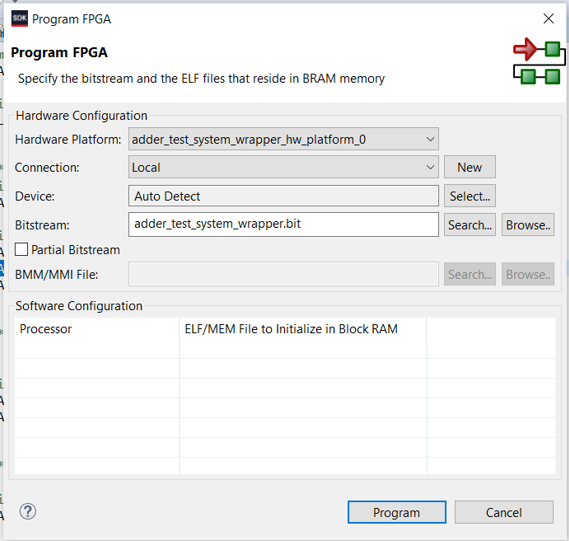 SDK Program FPGA
Program FPGA
Specify the bitstream and the ELF files that reside in BRAM memory
Hardware Configuration
Hardware Platform: adder_test_system_wrapper_hw_platform_0
Connection: Local New
Device: Auto Detect Select...
Bitstream: adder_test_system_wrapper.bit Search... Browse..
Partial Bitstream
BMM/MMI File: Search... Browse..
Software Configuration
Processor ELF/MEM File to Initialize in Block RAM
? Program Cancel